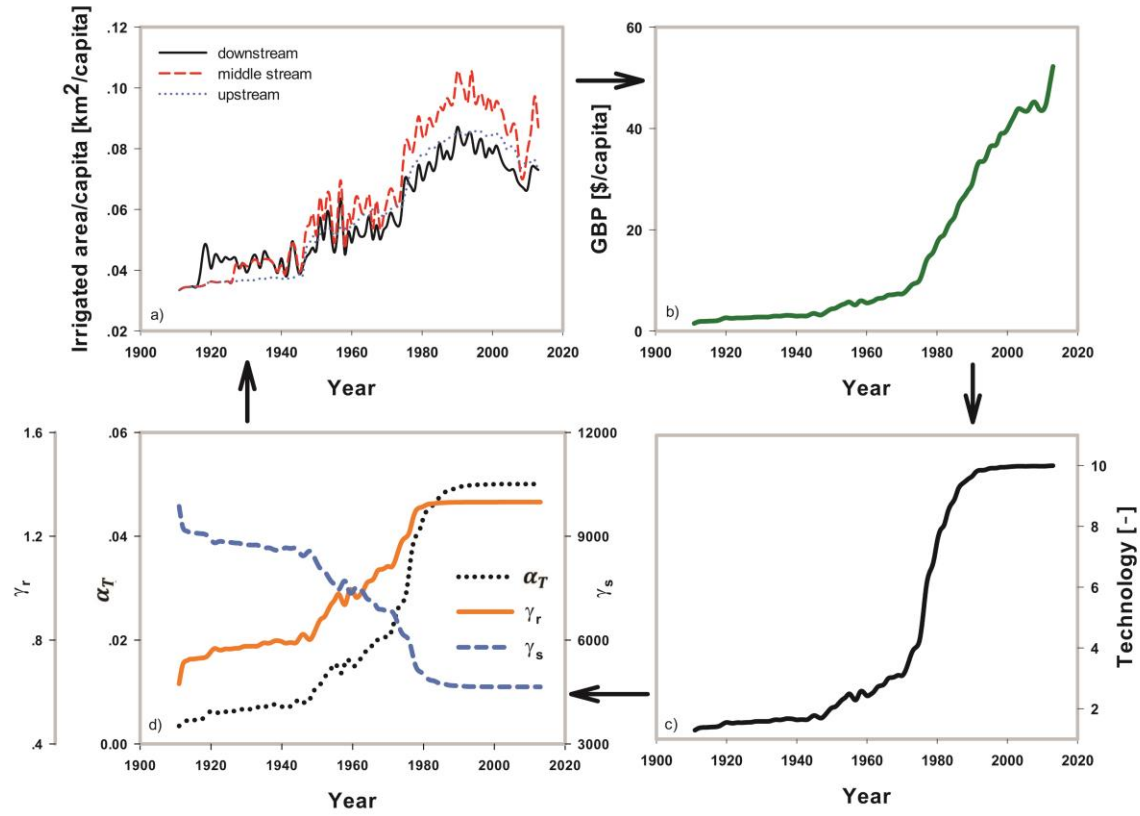 Irrigated area/capita [km²/capita]
.12
.10
.08
.06
.04
.02
downstream
middle stream
upstream
a)
1900 1920 1940 1960 1980 2000 2020
Year
GBP [$/capita]
60
40
20
0
b)
1900 1920 1940 1960 1980 2000 2020
Year
γr
1.6
1.2
.8
.4
αT
.06
.04
.02
0.00
αT
γr
γs
d)
12000
9000
6000
3000
γs
1900 1920 1940 1960 1980 2000 2020
Year
c)
10
8
6
4
2
Technology [-]
1900 1920 1940 1960 1980 2000 2020
Year